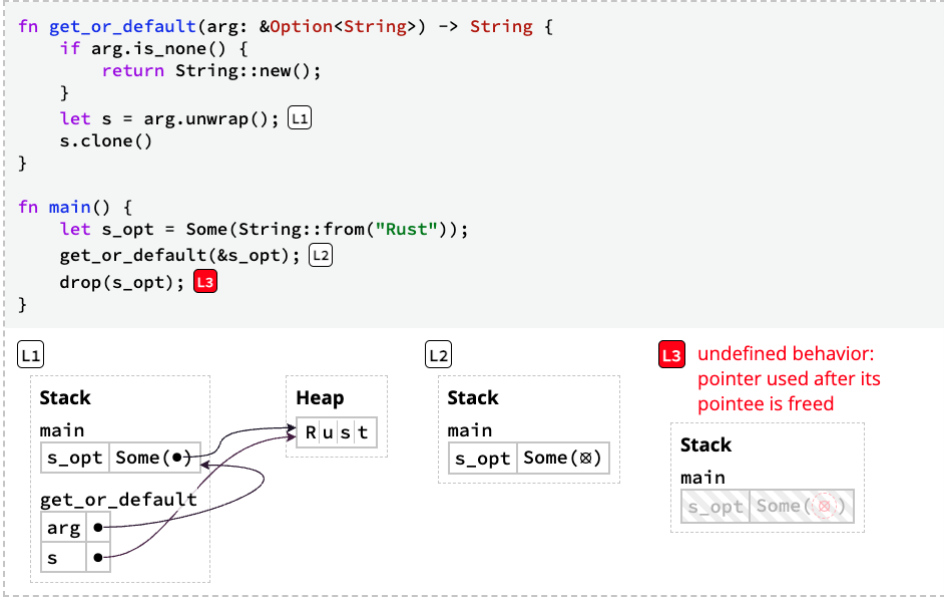 fn get_or_default(arg: &Option<String>) -> String {
    if arg.is_none() {
        return String::new();
    }
    let s = arg.unwrap(); L1
    s.clone()
}
fn main() {
    let s_opt = Some(String::from("Rust"));
    get_or_default(&s_opt); L2
    drop(s_opt); L3
}
L1
Stack
main
s_opt Some(●)
get_or_default
arg ●
s ●
Heap
R u s t
L2
Stack
main
s_opt Some(⊗)
L3 undefined behavior:
pointer used after its
pointee is freed
Stack
main
s_opt Some(⊗)